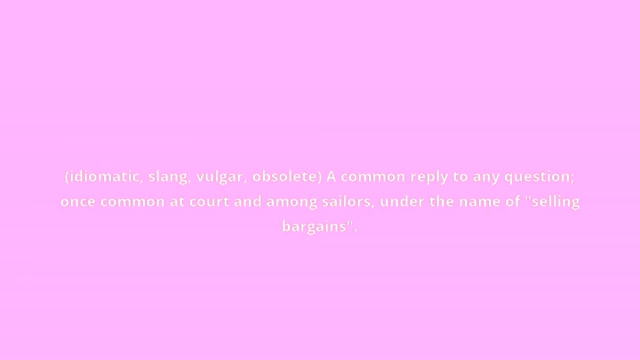 (idiomatic, slang, vulgar, obsolete) A common reply to any question;
once common at court and among sailors, under the name of "selling
bargains".